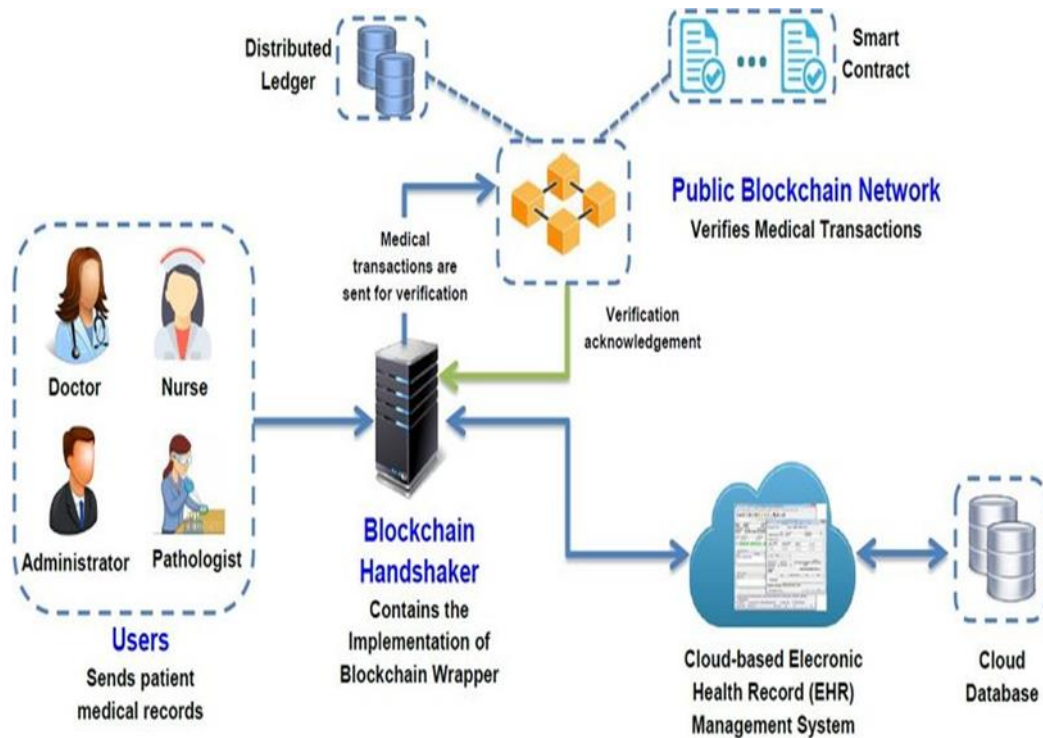 Distributed
Ledger
Smart
Contract
Public Blockchain Network
Verifies Medical Transactions
Medical
transactions are
sent for verification
Verification
acknowledgement
Doctor
Nurse
Administrator
Pathologist
Users
Sends patient
medical records
Blockchain
Handshaker
Contains the
Implementation of
Blockchain Wrapper
Cloud-based Elecronic
Health Record (EHR)
Management System
Cloud
Database